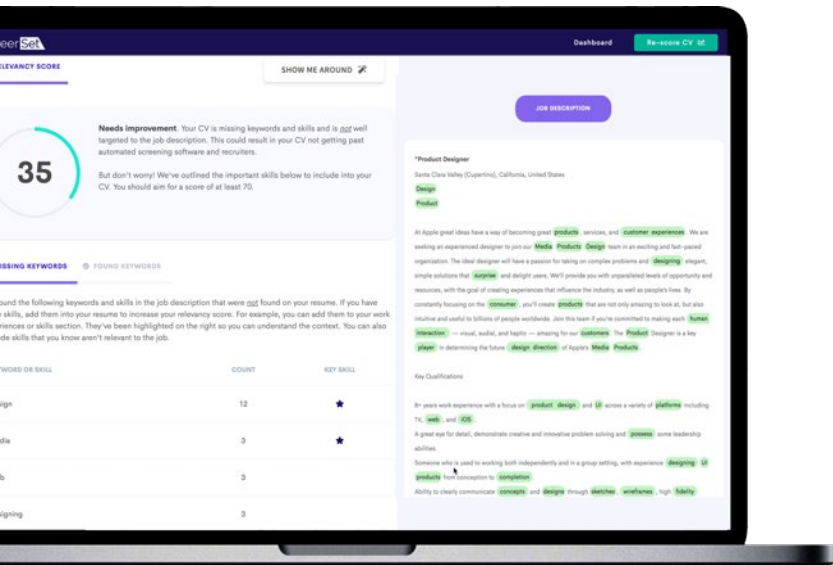 eerSet
Dashboard
Re-score CV
ELEVANCY SCORE
SHOW ME AROUND
35
Needs improvement. Your CV is missing keywords and skills and is not well
targeted to the job description. This could result in your CV not getting past
automated screening software and recruiters.
But don't worry! We've outlined the important skills below to include into your
CV. You should aim for a score of at least 70.
ISSING KEYWORDS
FOUND KEYWORDS
ound the following keywords and skills in the job description that were not found on your resume. If you have
skills, add them into your resume to increase your relevancy score. For example, you can add them to your work
riences or skills section. They've been highlighted on the right so you can understand the context. You can also
de skills that you know aren't relevant to the job.
YWORD OR SKILL
COUNT
KEY SKILL
ign
12
dia
3
b
3
signing
3
JOB DESCRIPTION
"Product Designer
Santa Clara Valley (Cupertino), California, United States
Design
Product
At Apple great ideas have a way of becoming great products, services, and customer experiences. We are
seeking an experienced designer to join our Media Products Design team in an exciting and fast-paced
organization. The ideal designer will have a passion for taking on complex problems and designing elegant,
simple solutions that surprise and delight users. We'll provide you with unparalleled levels of opportunity and
resources, with the goal of creating experiences that influence the industry, as well as people's lives. By
constantly focusing on the consumer, you'll create products that are not only amazing to look at, but also
intuitive and useful to billions of people worldwide. Join this team if you're committed to making each human
interaction — visual, audial, and haptic — amazing for our customers. The Product Designer is a key
player in determining the future design direction of Apple's Media Products.
Key Qualifications
8+ years work experience with a focus on product design and UI across a variety of platforms including
TV, web, and iOS.
A great eye for detail, demonstrate creative and innovative problem solving and possess some leadership
abilities.
Someone who is used to working both independently and in a group setting, with experience designing UI
products from conception to completion.
Ability to clearly communicate concepts and designs through sketches, wireframes, high fidelity